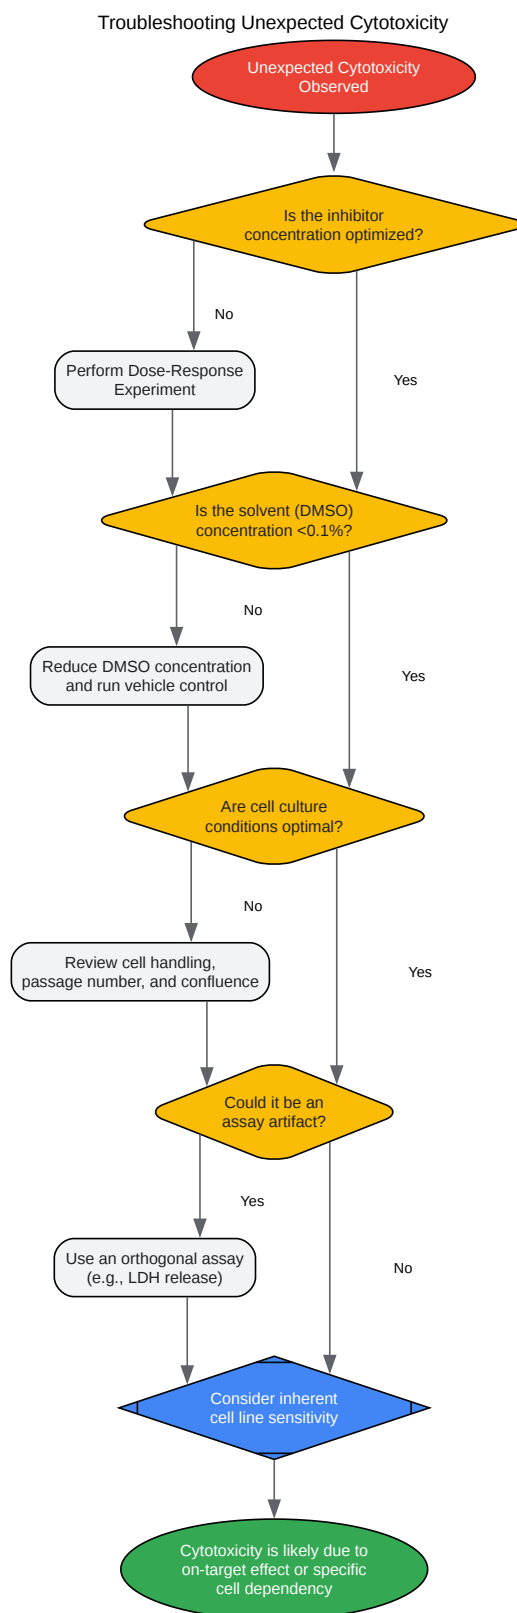 Troubleshooting Unexpected Cytotoxicity
Unexpected Cytotoxicity
Observed
Is the inhibitor
concentration optimized?
No
Yes
Perform Dose-Response
Experiment
Is the solvent (DMSO)
concentration <0.1%?
No
Yes
Reduce DMSO concentration
and run vehicle control
Are cell culture
conditions optimal?
No
Yes
Review cell handling,
passage number, and confluence
Could it be an
assay artifact?
Yes
No
Use an orthogonal assay
(e.g., LDH release)
Consider inherent
cell line sensitivity
Cytotoxicity is likely due to
on-target effect or specific
cell dependency